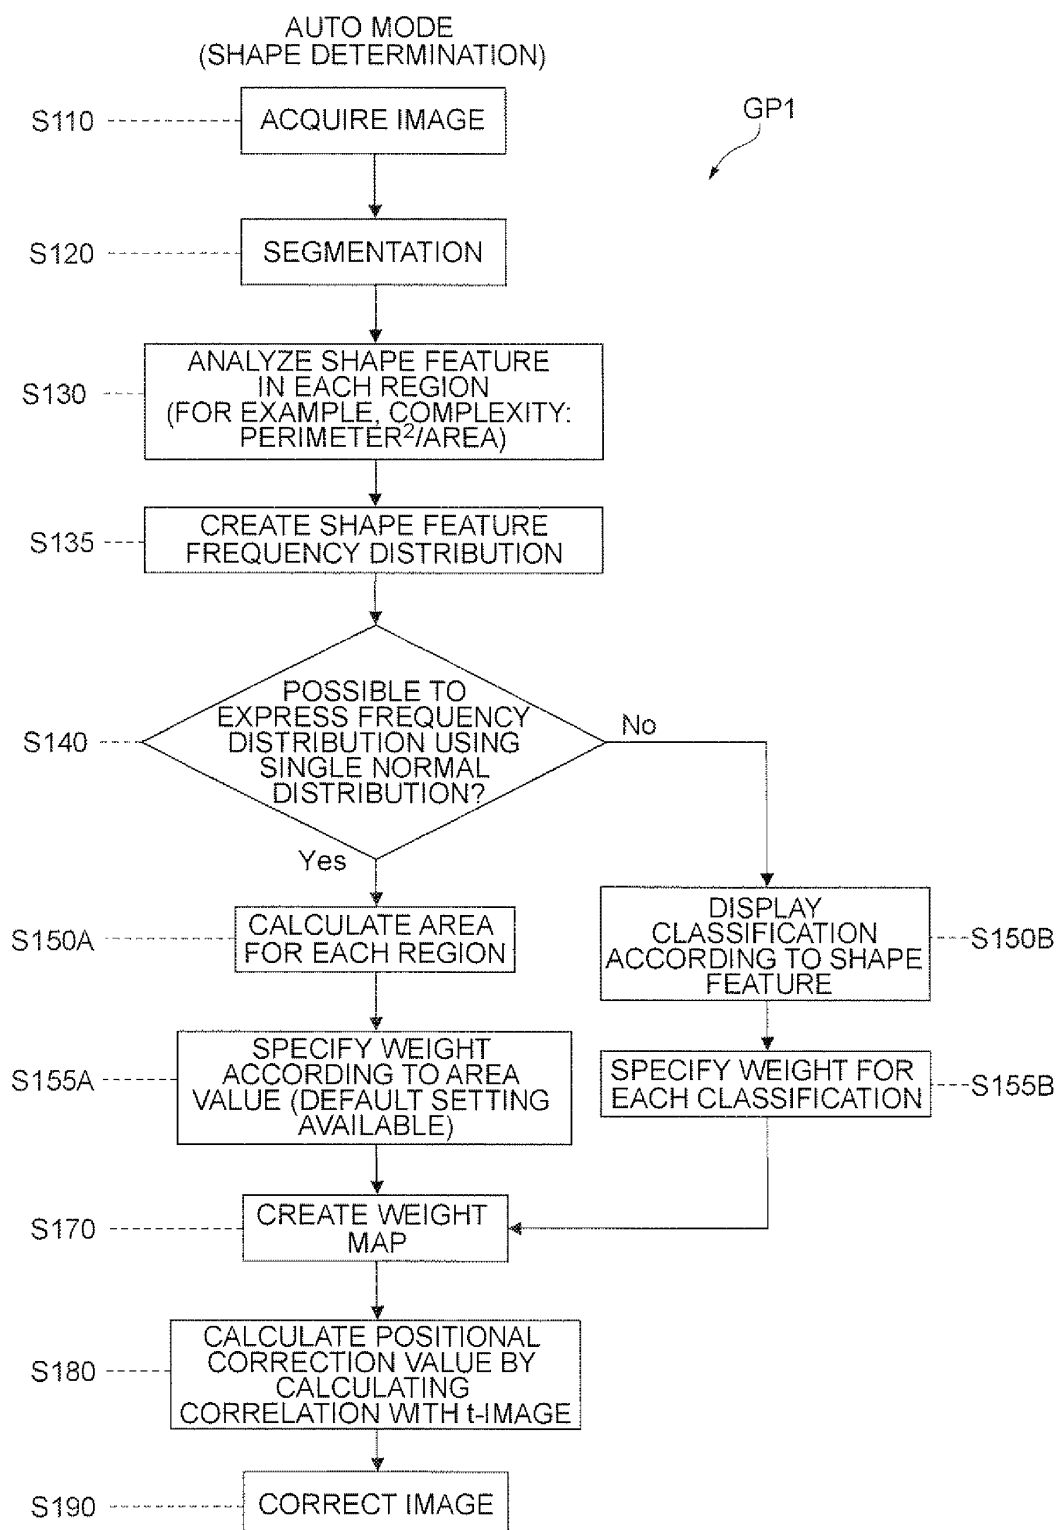 AUTO MODE
(SHAPE DETERMINATION)
S110
ACQUIRE IMAGE
GP1
S120
SEGMENTATION
S130
ANALYZE SHAPE FEATURE
IN EACH REGION
(FOR EXAMPLE, COMPLEXITY:
PERIMETER²/AREA)
S135
CREATE SHAPE FEATURE
FREQUENCY DISTRIBUTION
S140
POSSIBLE TO
EXPRESS FREQUENCY
DISTRIBUTION USING
SINGLE NORMAL
DISTRIBUTION?
No
Yes
S150A
CALCULATE AREA
FOR EACH REGION
DISPLAY
CLASSIFICATION
ACCORDING TO SHAPE
FEATURE
S150B
S155A
SPECIFY WEIGHT
ACCORDING TO AREA
VALUE (DEFAULT SETTING
AVAILABLE)
SPECIFY WEIGHT FOR
EACH CLASSIFICATION
S155B
S170
CREATE WEIGHT
MAP
S180
CALCULATE POSITIONAL
CORRECTION VALUE BY
CALCULATING
CORRELATION WITH t-IMAGE
S190
CORRECT IMAGE